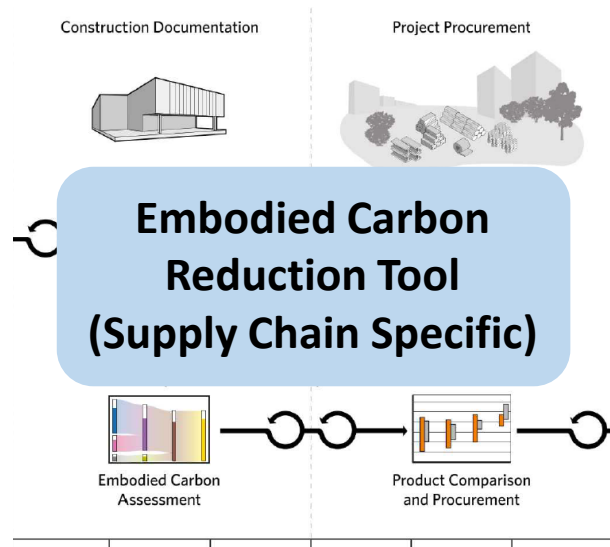 Construction Documentation
Project Procurement
Embodied Carbon
Reduction Tool
(Supply Chain Specific)
Embodied Carbon
Assessment
Product Comparison
and Procurement